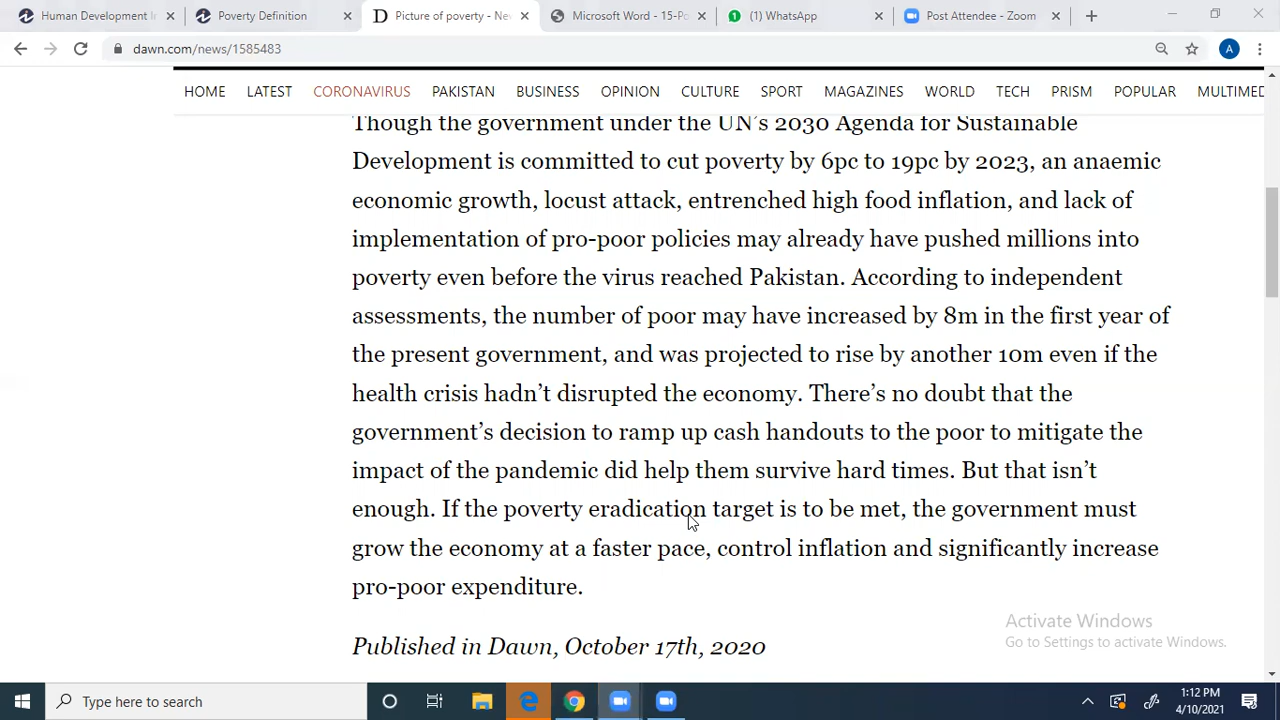 Human Development I
Poverty Definition
Picture of poverty - Ne
Microsoft Word - 15-Po
(1) WhatsApp
Post Attendee - Zoom
dawn.com/news/1585483
A
HOME LATEST CORONAVIRUS PAKISTAN BUSINESS OPINION CULTURE SPORT MAGAZINES WORLD TECH PRISM POPULAR MULTIMED
Though the government under the UN's 2030 Agenda for Sustainable
Development is committed to cut poverty by 6pc to 19pc by 2023, an anaemic
economic growth, locust attack, entrenched high food inflation, and lack of
implementation of pro-poor policies may already have pushed millions into
poverty even before the virus reached Pakistan. According to independent
assessments, the number of poor may have increased by 8m in the first year of
the present government, and was projected to rise by another 10m even if the
health crisis hadn't disrupted the economy. There's no doubt that the
government's decision to ramp up cash handouts to the poor to mitigate the
impact of the pandemic did help them survive hard times. But that isn't
enough. If the poverty eradication target is to be met, the government must
grow the economy at a faster pace, control inflation and significantly increase
pro-poor expenditure.
Published in Dawn, October 17th, 2020
Activate Windows
Go to Settings to activate Windows.
Type here to search
1:12 PM
4/10/2021